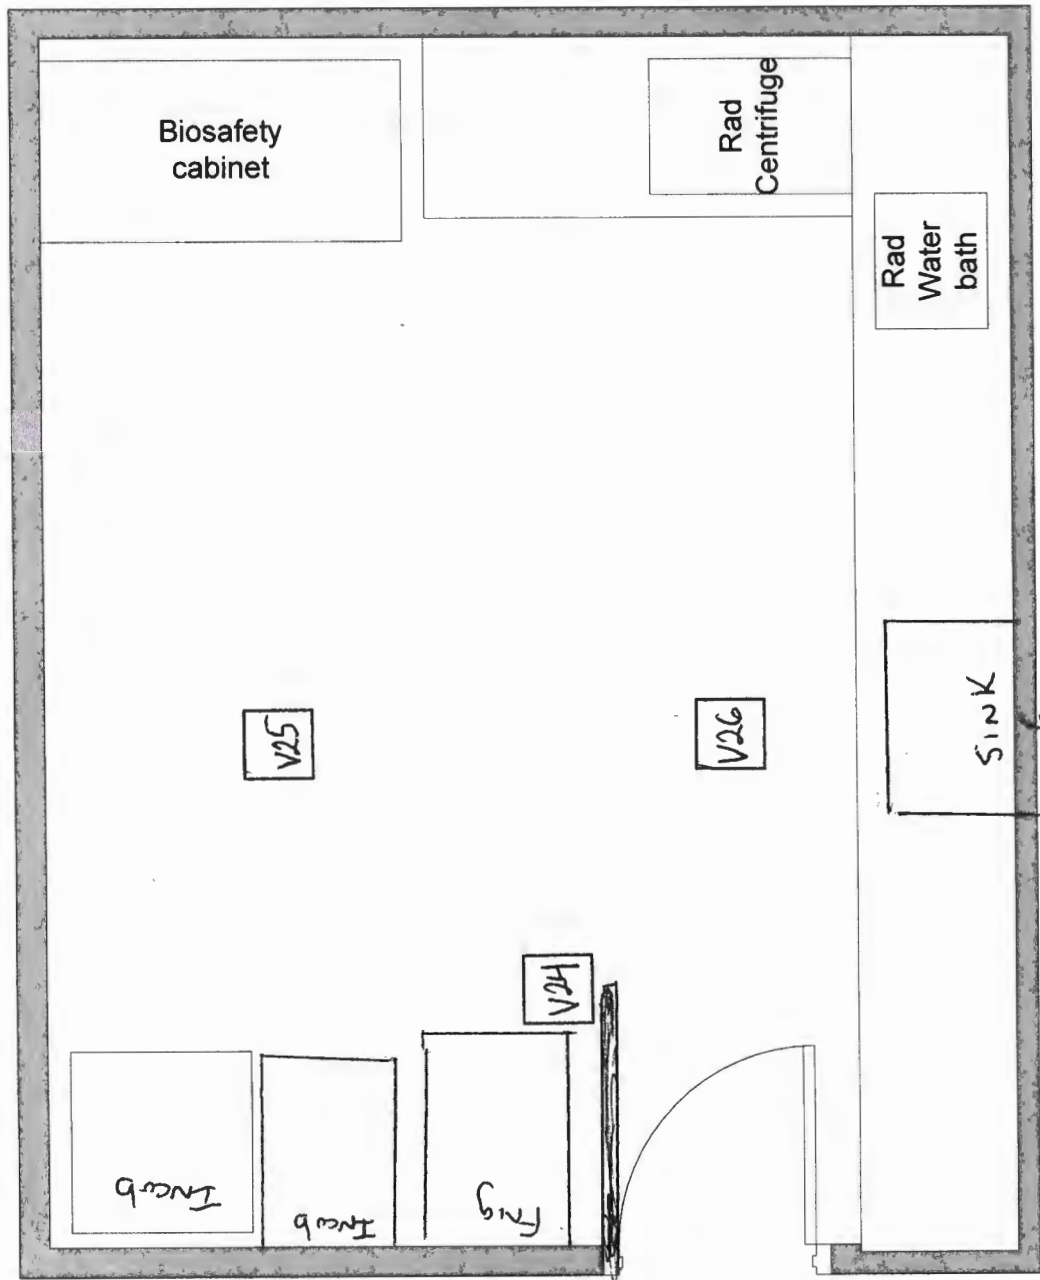 Biosafety
cabinet
Rad
Centrifuge
Rad
Water
bath
V25
V26
SINK
V24
Incub
Incub
Frig